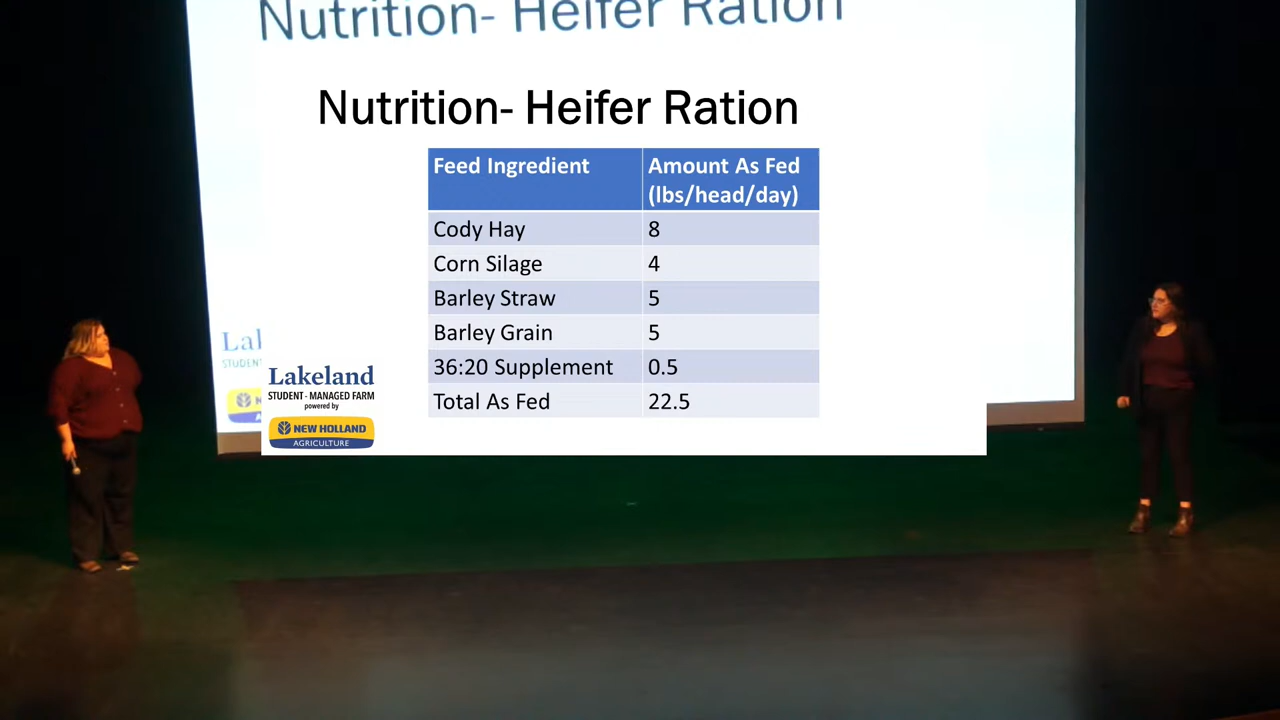 Nutrition- Heifer Ration
Nutrition- Heifer Ration
Feed Ingredient Amount As Fed
(lbs/head/day)
Cody Hay 8
Corn Silage 4
Barley Straw 5
Barley Grain 5
36:20 Supplement 0.5
Total As Fed 22.5
Lal
STUDENT
N
Lakeland
STUDENT - MANAGED FARM
powered by
NEW HOLLAND
AGRICULTURE